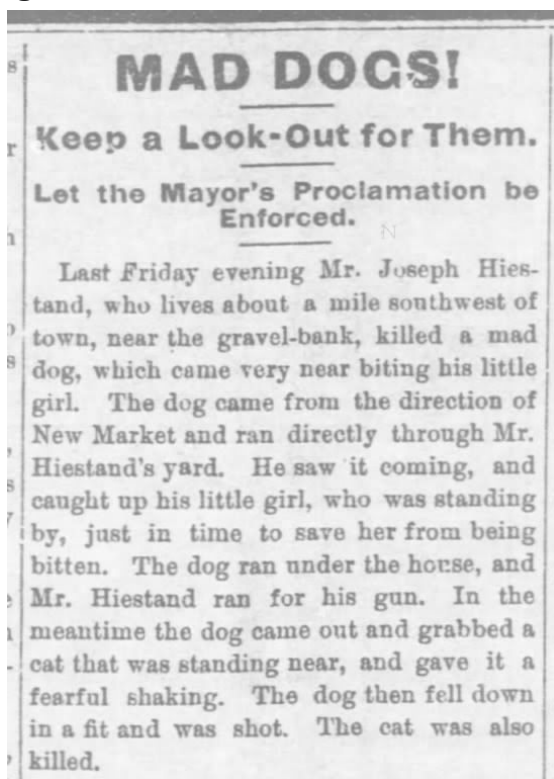 MAD DOGS!
Keep a Look-Out for Them.
Let the Mayor's Proclamation be
Enforced.
Last Friday evening Mr. Joseph Hies-
tand, who lives about a mile southwest of
town, near the gravel-bank, killed a mad
dog, which came very near biting his little
girl. The dog came from the direction of
New Market and ran directly through Mr.
Hiestand's yard. He saw it coming, and
caught up his little girl, who was standing
by, just in time to save her from being
bitten. The dog ran under the house, and
Mr. Hiestand ran for his gun. In the
meantime the dog came out and grabbed a
cat that was standing near, and gave it a
fearful shaking. The dog then fell down
in a fit and was shot. The cat was also
killed.